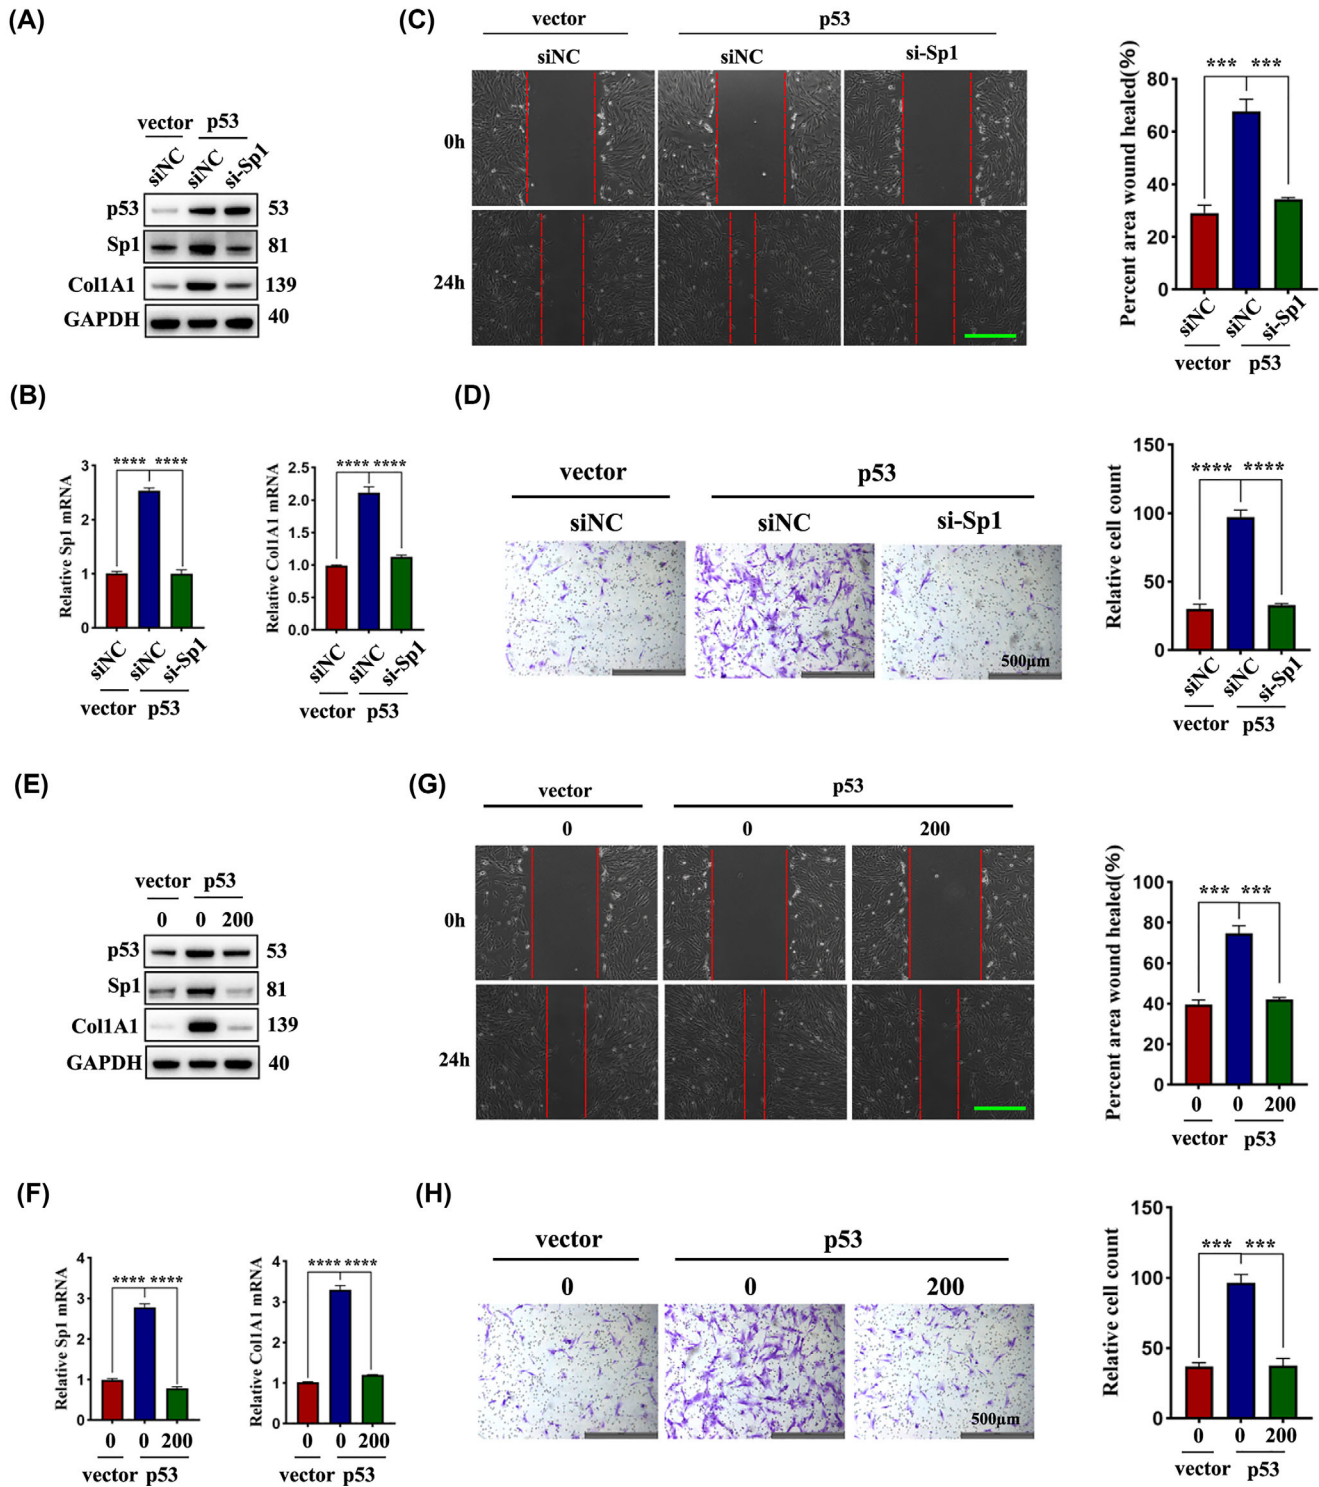 (A)
vector p53
siNC siNC si-Sp1
p53 53
Sp1 81
Col1A1 139
GAPDH 40
(C)
vector p53
siNC siNC si-Sp1
0h
24h
Percent area wound healed(%)
*** ***
80
60
40
20
0
siNC siNC si-Sp1
vector p53
(B)
Relative Sp1 mRNA
**** ****
3
2
1
0
siNC siNC si-Sp1
vector p53
Relative Col1A1 mRNA
**** ****
2.5
2.0
1.5
1.0
0.5
0.0
siNC siNC si-Sp1
vector p53
(D)
vector p53
siNC siNC si-Sp1
500μm
Relative cell count
**** ****
150
100
50
0
siNC siNC si-Sp1
vector p53
(E)
vector p53
0 0 200
p53 53
Sp1 81
Col1A1 139
GAPDH 40
(G)
vector p53
0 0 200
0h
24h
Percent area wound healed(%)
*** ***
100
80
60
40
20
0
0 0 200
vector p53
(F)
Relative Sp1 mRNA
**** ****
4
3
2
1
0
0 0 200
vector p53
Relative Col1A1 mRNA
**** ****
4
3
2
1
0
0 0 200
vector p53
(H)
vector p53
0 0 200
500μm
Relative cell count
*** ***
150
100
50
0
0 0 200
vector p53